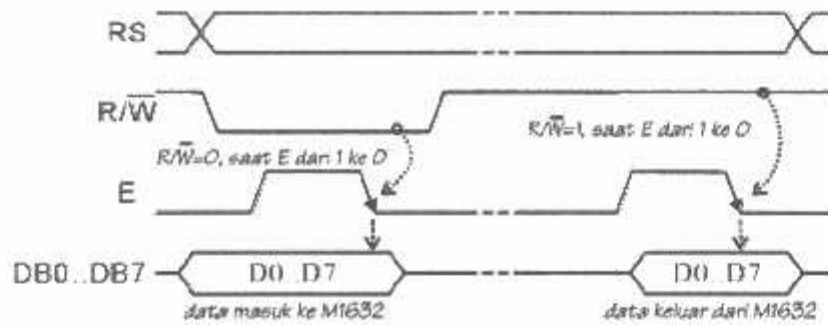 RS
R/W̅
R/W̅=0, saat E dari 1 ke 0
R/W̅=1, saat E dari 1 ke 0
E
DB0..DB7
D0..D7
D0..D7
data masuk ke M1632
data keluar dari M1632